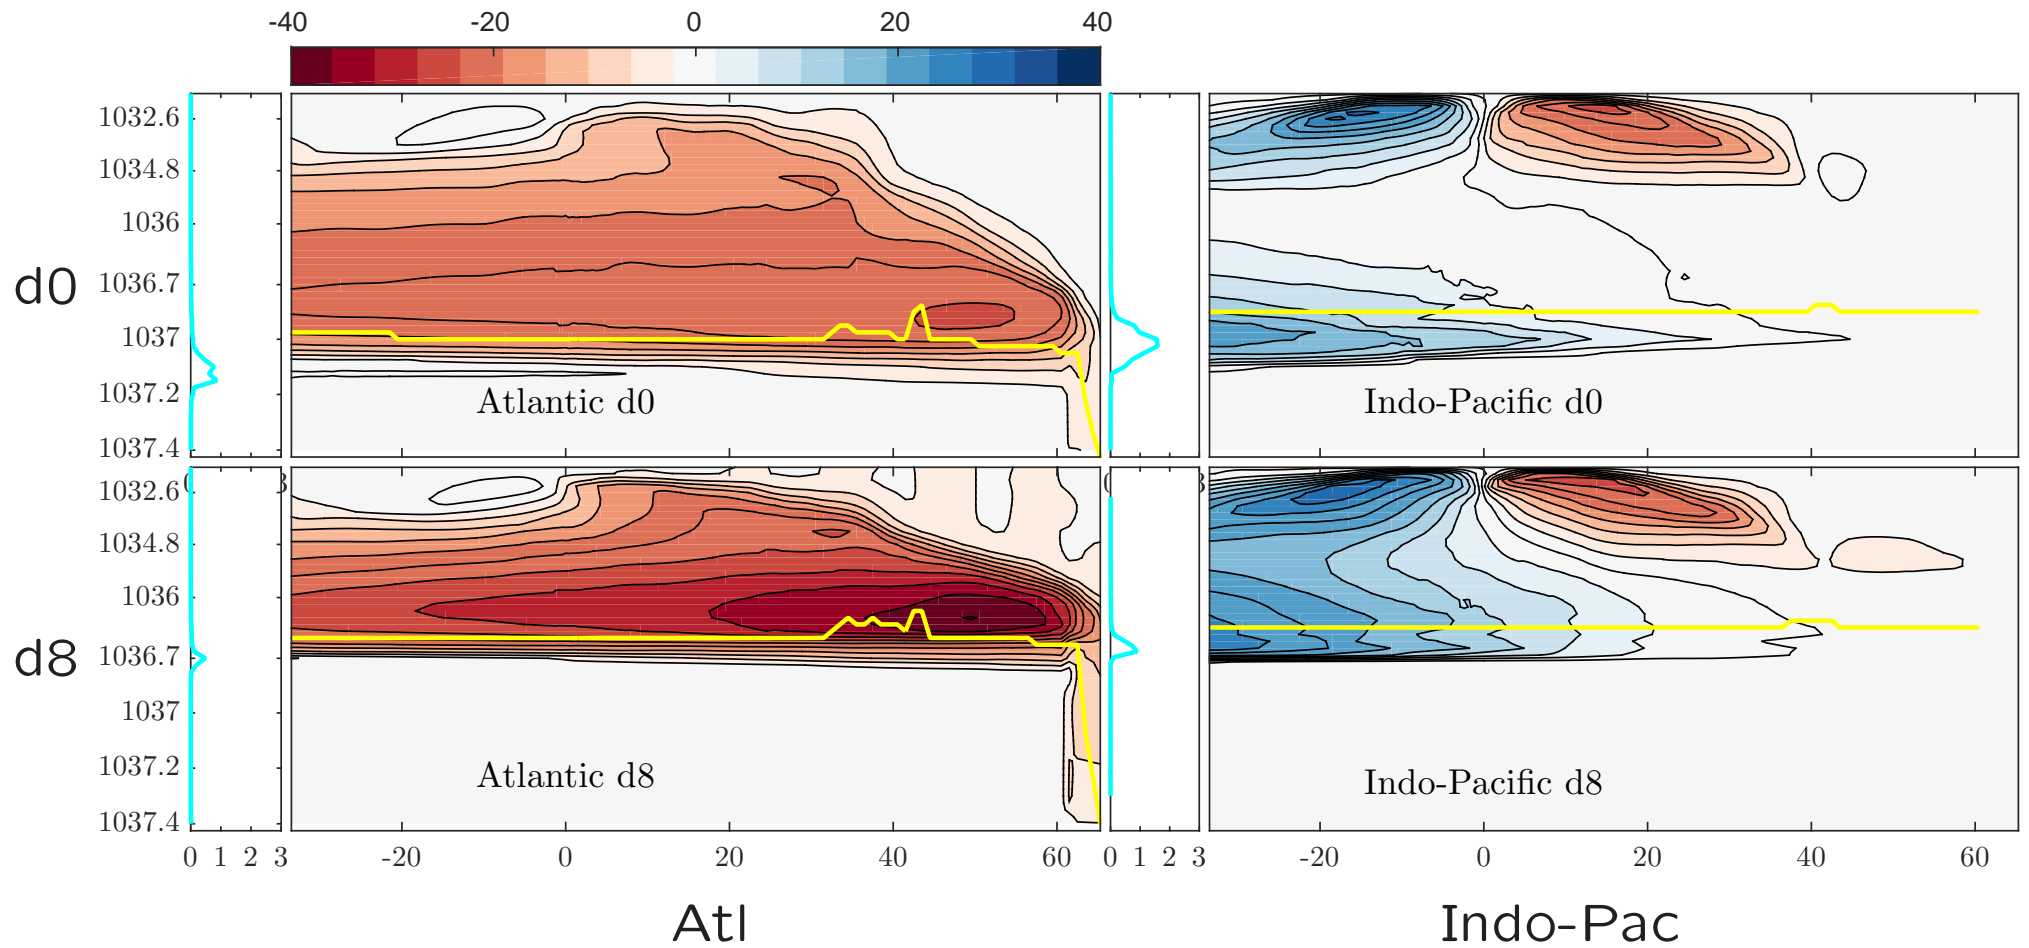 -40 -20 0 20 40
d0
1032.6
1034.8
1036
1036.7
1037
1037.2
1037.4
Atlantic d0
Indo-Pacific d0
d8
1032.6
1034.8
1036
1036.7
1037
1037.2
1037.4
Atlantic d8
Indo-Pacific d8
0 1 2 3 -20 0 20 40 60 0 1 2 3 -20 0 20 40 60
Atl Indo-Pac